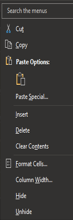 Search the menus
Cut
Copy
Paste Options:
Paste Special...
Insert
Delete
Clear Contents
Format Cells...
Column Width...
Hide
Unhide